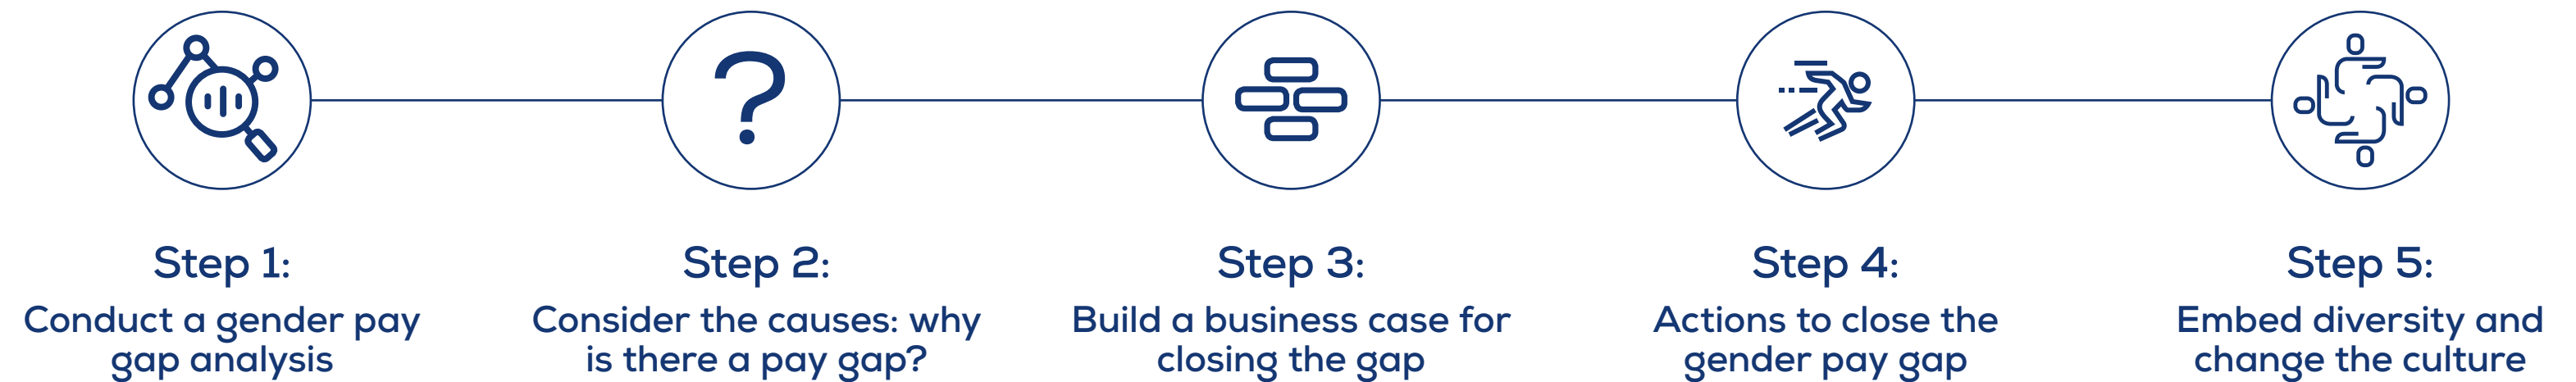 Step 1:
Conduct a gender pay
gap analysis
Step 2:
Consider the causes: why
is there a pay gap?
Step 3:
Build a business case for
closing the gap
Step 4:
Actions to close the
gender pay gap
Step 5:
Embed diversity and
change the culture